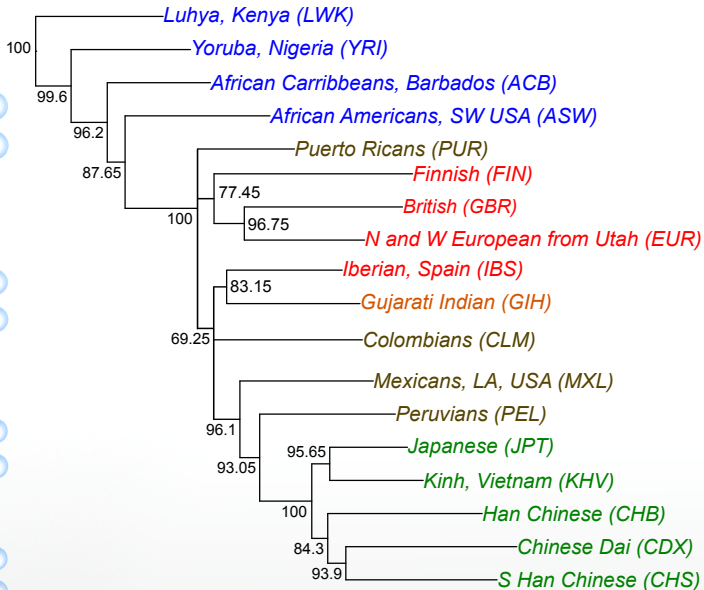 Luhya, Kenya (LWK)
100
Yoruba, Nigeria (YRI)
99.6
African Carribbeans, Barbados (ACB)
96.2
African Americans, SW USA (ASW)
87.65
Puerto Ricans (PUR)
Finnish (FIN)
77.45
British (GBR)
100
96.75
N and W European from Utah (EUR)
Iberian, Spain (IBS)
83.15
Gujarati Indian (GIH)
69.25
Colombians (CLM)
Mexicans, LA, USA (MXL)
Peruvians (PEL)
96.1
Japanese (JPT)
95.65
93.05
Kinh, Vietnam (KHV)
100
Han Chinese (CHB)
84.3
Chinese Dai (CDX)
93.9
S Han Chinese (CHS)